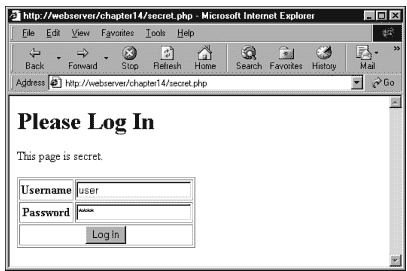 http://webserver/chapter14/secret.php - Microsoft Internet Explorer
File Edit View Favorites Tools Help
Back Forward Stop Refresh Home Search Favorites History Mail »
Address http://webserver/chapter14/secret.php Go
Please Log In
This page is secret.
Username user
Password ****
Log In